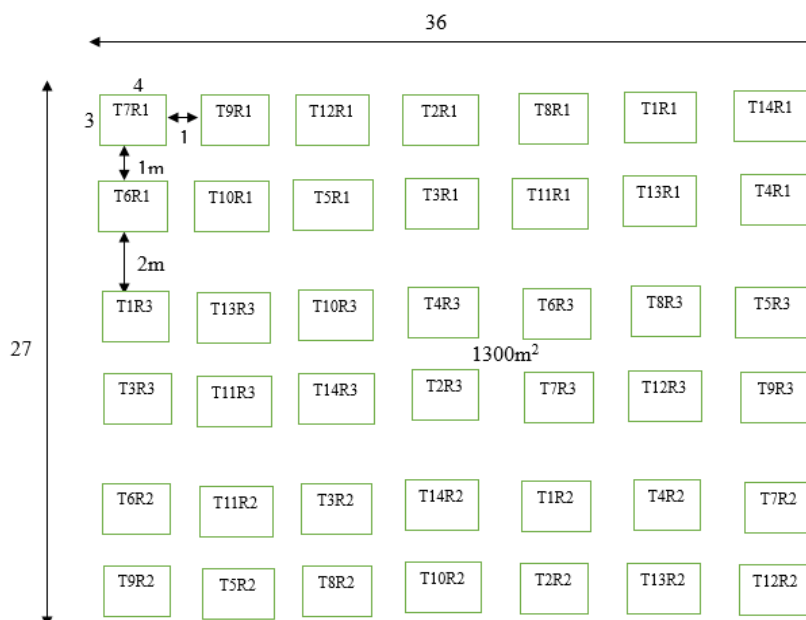 36
4
T7R1 T9R1 T12R1 T2R1 T8R1 T1R1 T14R1
3
1
1m
T6R1 T10R1 T5R1 T3R1 T11R1 T13R1 T4R1
2m
T1R3 T13R3 T10R3 T4R3 T6R3 T8R3 T5R3
27
1300m²
T3R3 T11R3 T14R3 T2R3 T7R3 T12R3 T9R3
T6R2 T11R2 T3R2 T14R2 T1R2 T4R2 T7R2
T9R2 T5R2 T8R2 T10R2 T2R2 T13R2 T12R2